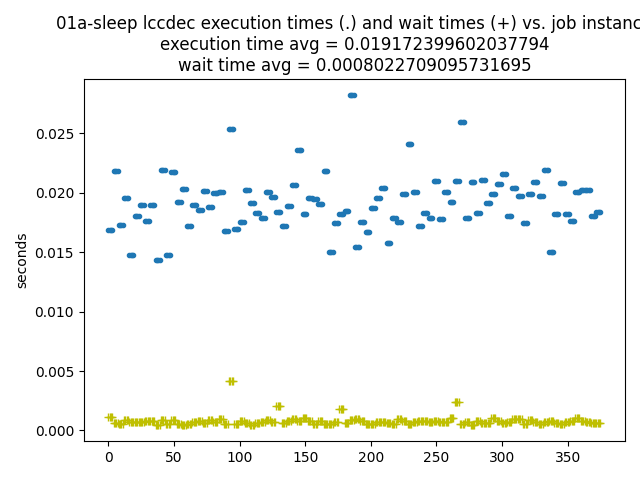 01a-sleep lccdec execution times (.) and wait times (+) vs. job instanc
execution time avg = 0.019172399602037794
wait time avg = 0.0008022709095731695
seconds
0.025
0.020
0.015
0.010
0.005
0.000
0 50 100 150 200 250 300 350